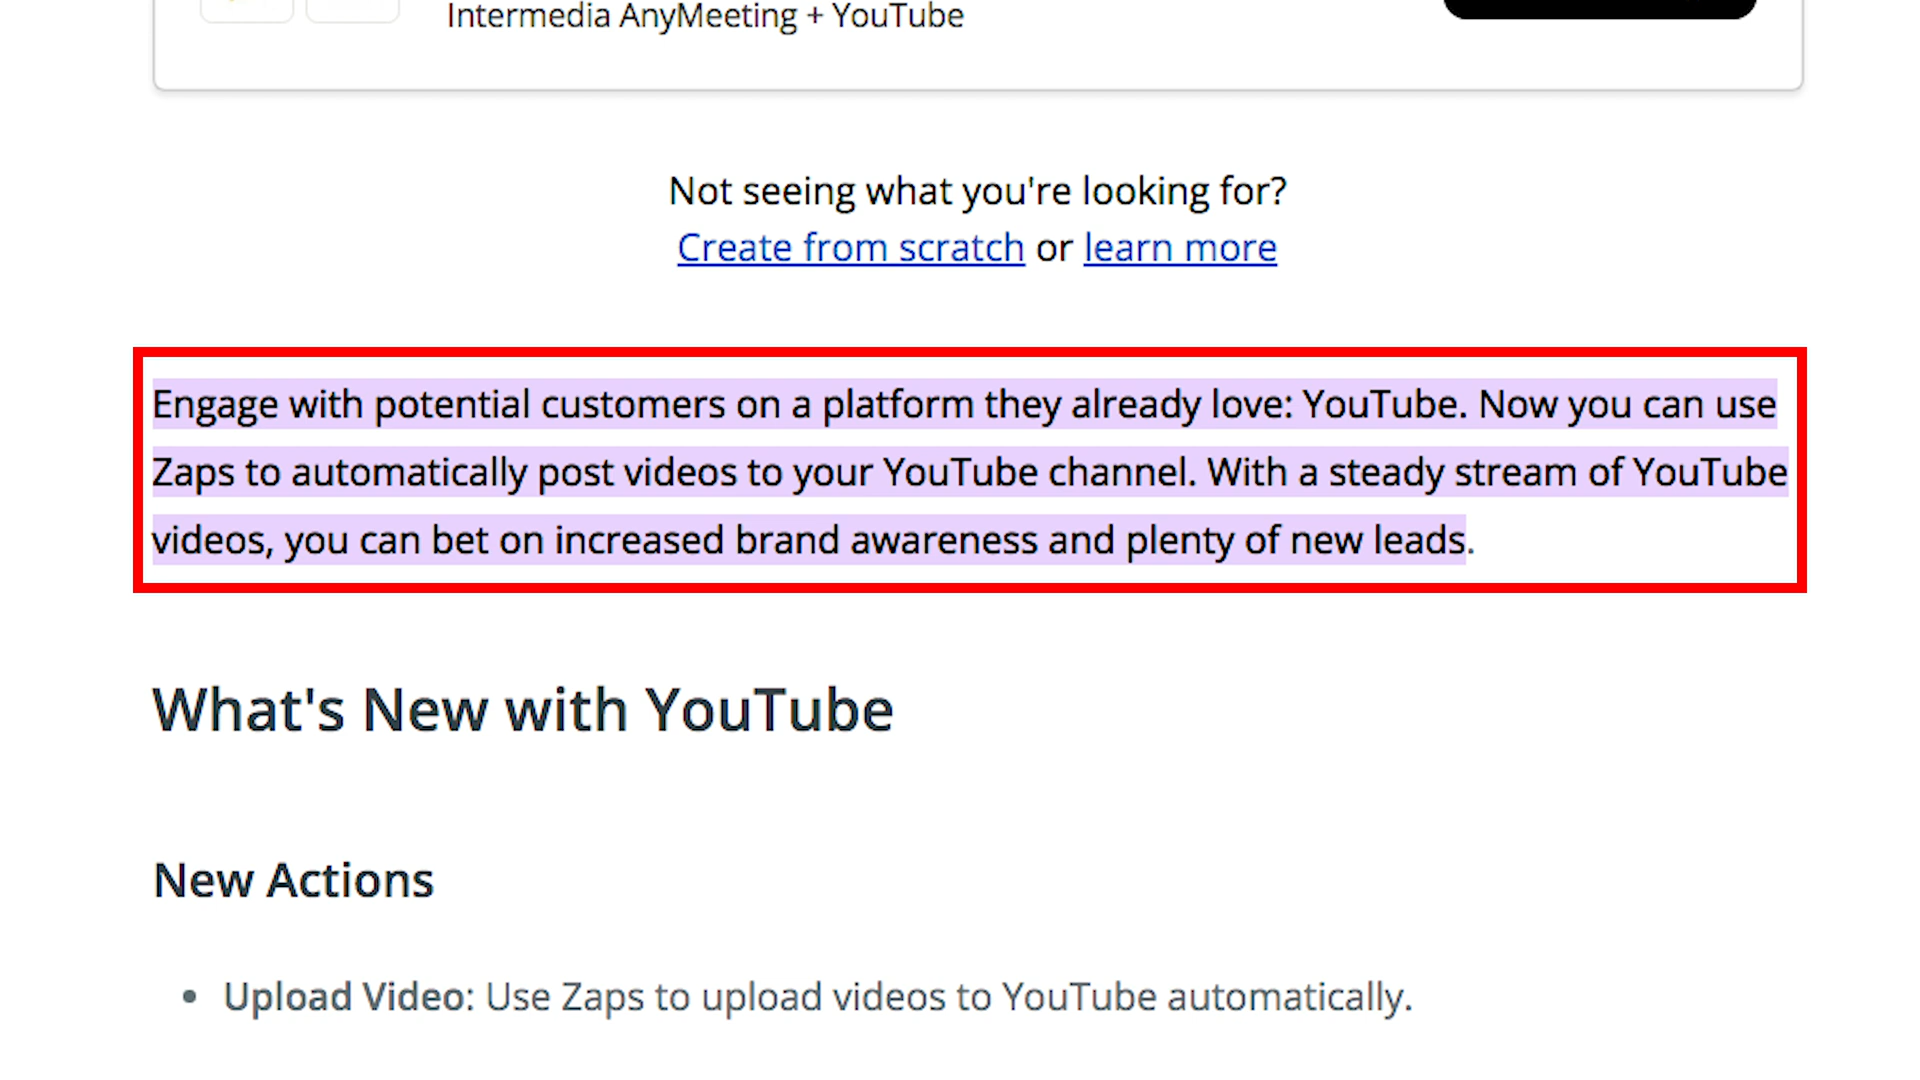 Intermedia AnyMeeting + YouTube
Not seeing what you're looking for?
Create from scratch or learn more
Engage with potential customers on a platform they already love: YouTube. Now you can use
Zaps to automatically post videos to your YouTube channel. With a steady stream of YouTube
videos, you can bet on increased brand awareness and plenty of new leads.
What's New with YouTube
New Actions
• Upload Video: Use Zaps to upload videos to YouTube automatically.